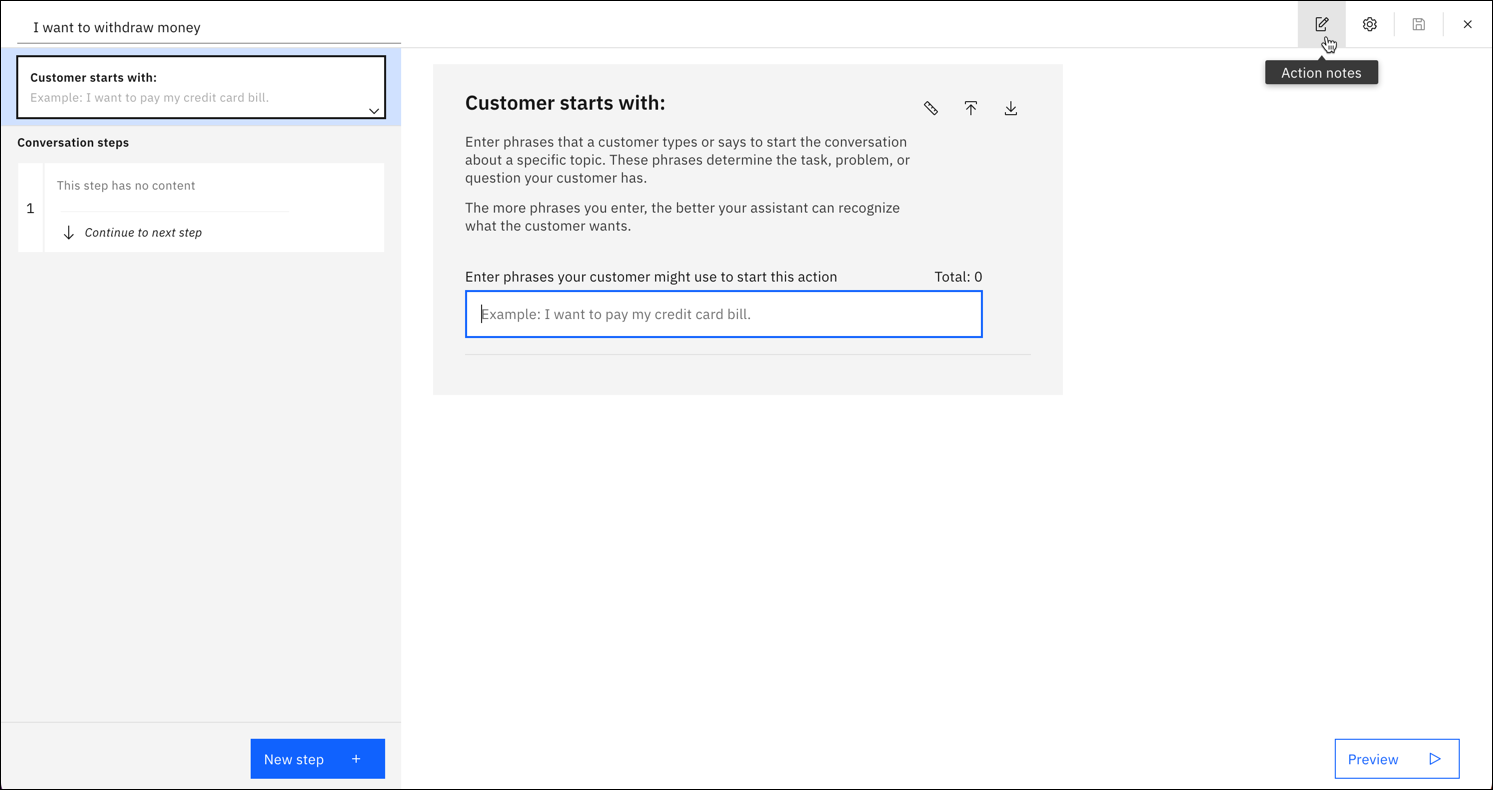 I want to withdraw money
Action notes
Customer starts with:
Example: I want to pay my credit card bill.
Conversation steps
1
This step has no content
Continue to next step
New step +
Customer starts with:
Enter phrases that a customer types or says to start the conversation
about a specific topic. These phrases determine the task, problem, or
question your customer has.
The more phrases you enter, the better your assistant can recognize
what the customer wants.
Enter phrases your customer might use to start this action Total: 0
Example: I want to pay my credit card bill.
Preview